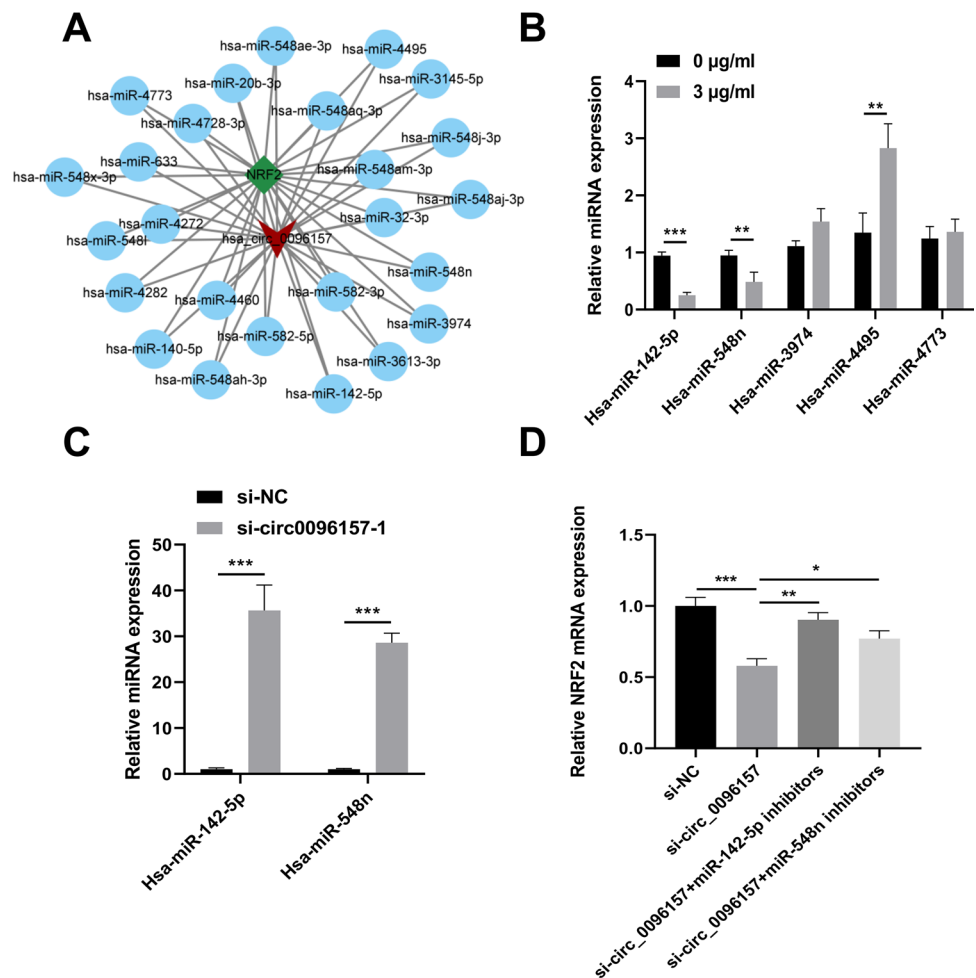 A
hsa-miR-548ae-3p
hsa-miR-4495
hsa-miR-20b-3p
hsa-miR-3145-5p
hsa-miR-4773
hsa-miR-548aq-3p
hsa-miR-4728-3p
hsa-miR-548j-3p
hsa-miR-633
hsa-miR-548am-3p
hsa-miR-548x-3p
NRF2
hsa-miR-548aj-3p
hsa-miR-4272
hsa-miR-32-3p
hsa-miR-548l
hsa_circ_0096157
hsa-miR-548n
hsa-miR-4282
hsa-miR-4460
hsa-miR-582-3p
hsa-miR-3974
hsa-miR-140-5p
hsa-miR-582-5p
hsa-miR-3613-3p
hsa-miR-548ah-3p
hsa-miR-142-5p
B
0 μg/ml
3 μg/ml
Relative miRNA expression
4
3
2
1
0
***
**
**
Hsa-miR-142-5p
Hsa-miR-548n
Hsa-miR-3974
Hsa-miR-4495
Hsa-miR-4773
C
si-NC
si-circ0096157-1
Relative miRNA expression
50
40
30
20
10
0
***
***
Hsa-miR-142-5p
Hsa-miR-548n
D
Relative NRF2 mRNA expression
1.5
1.0
0.5
0.0
***
**
*
si-NC
si-circ_0096157
si-circ_0096157+miR-142-5p inhibitors
si-circ_0096157+miR-548n inhibitors